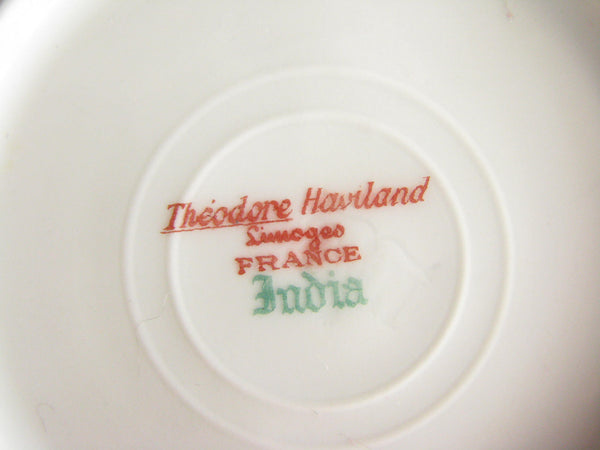 Théodore Haviland
Limoges
FRANCE
India